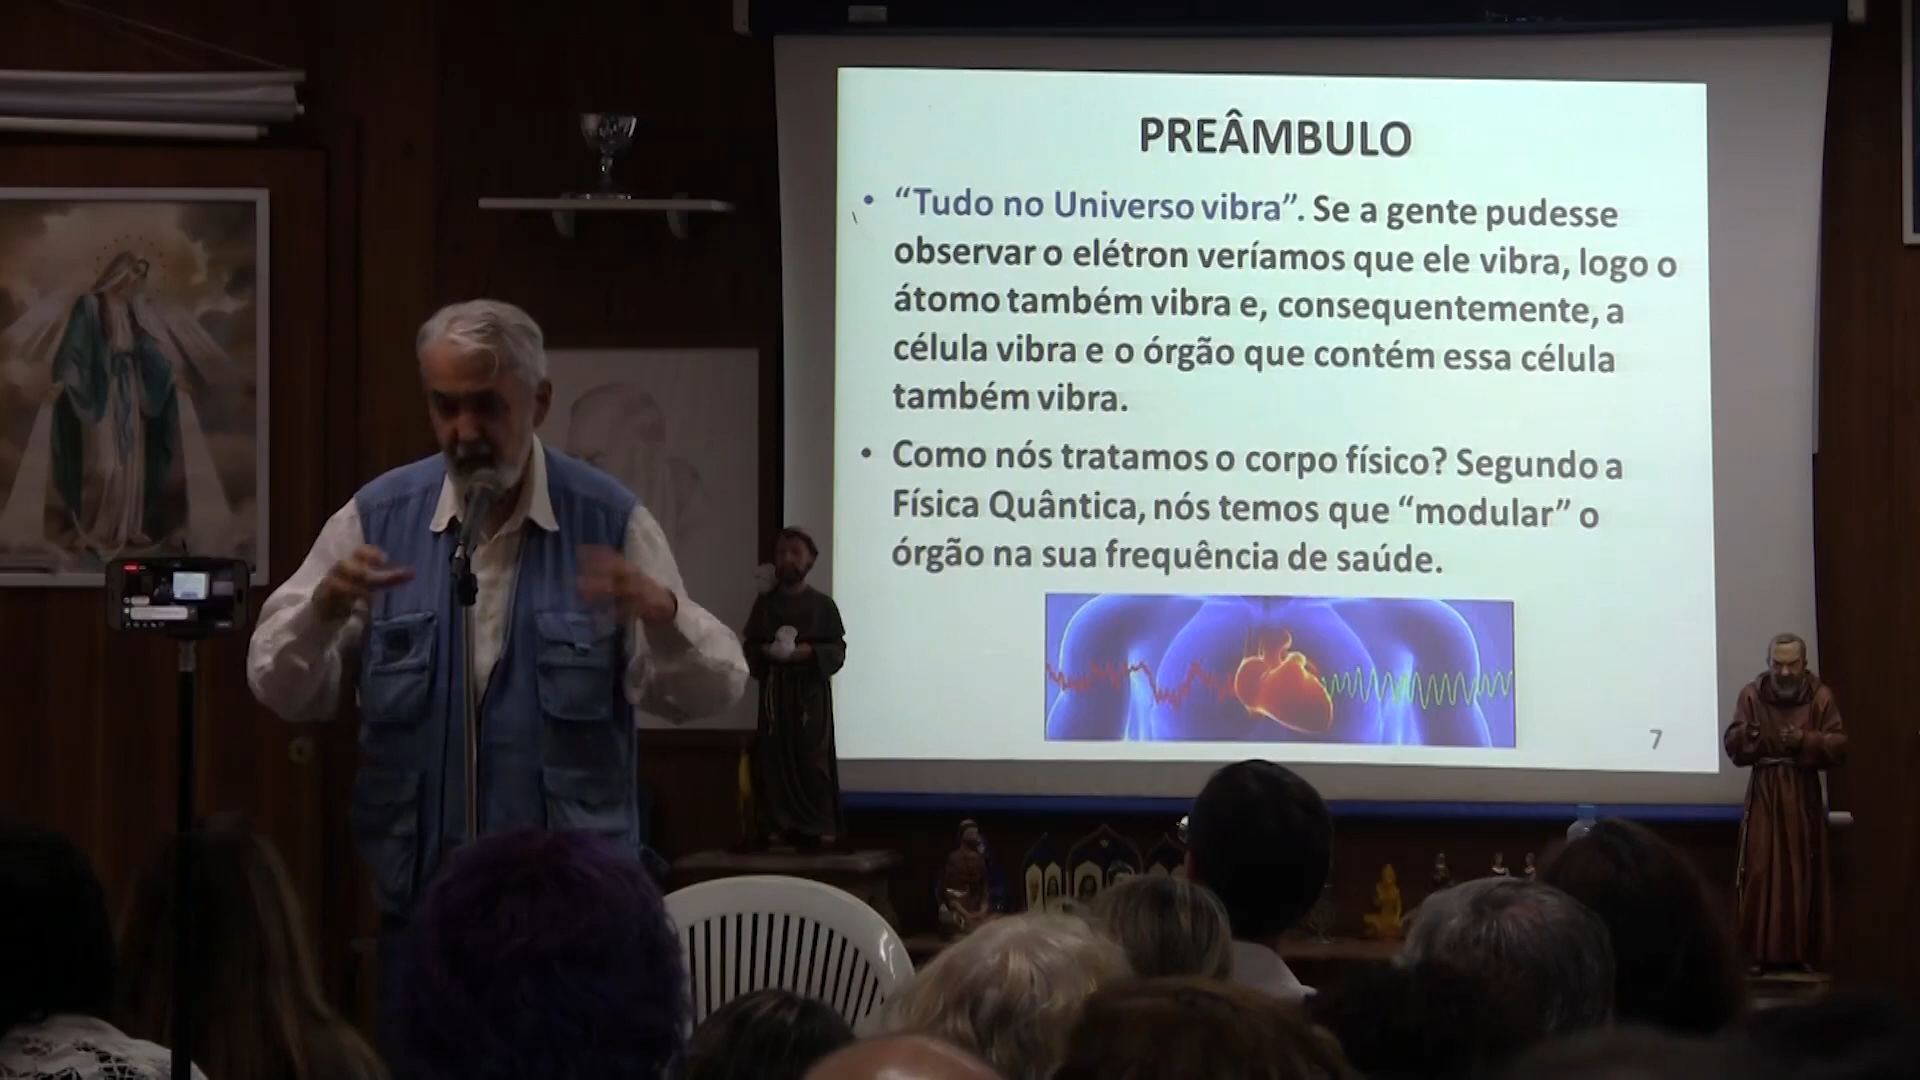 PREÂMBULO
• “Tudo no Universo vibra”. Se a gente pudesse
observar o elétron veríamos que ele vibra, logo o
átomo também vibra e, consequentemente, a
célula vibra e o órgão que contém essa célula
também vibra.
• Como nós tratamos o corpo físico? Segundo a
Física Quântica, nós temos que “modular” o
órgão na sua frequência de saúde.
7